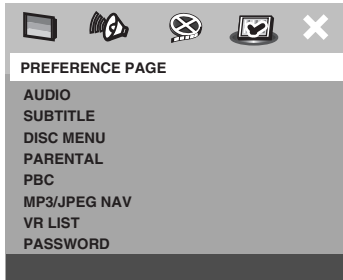 PREFERENCE PAGE
AUDIO
SUBTITLE
DISC MENU
PARENTAL
PBC
MP3/JPEG NAV
VR LIST
PASSWORD